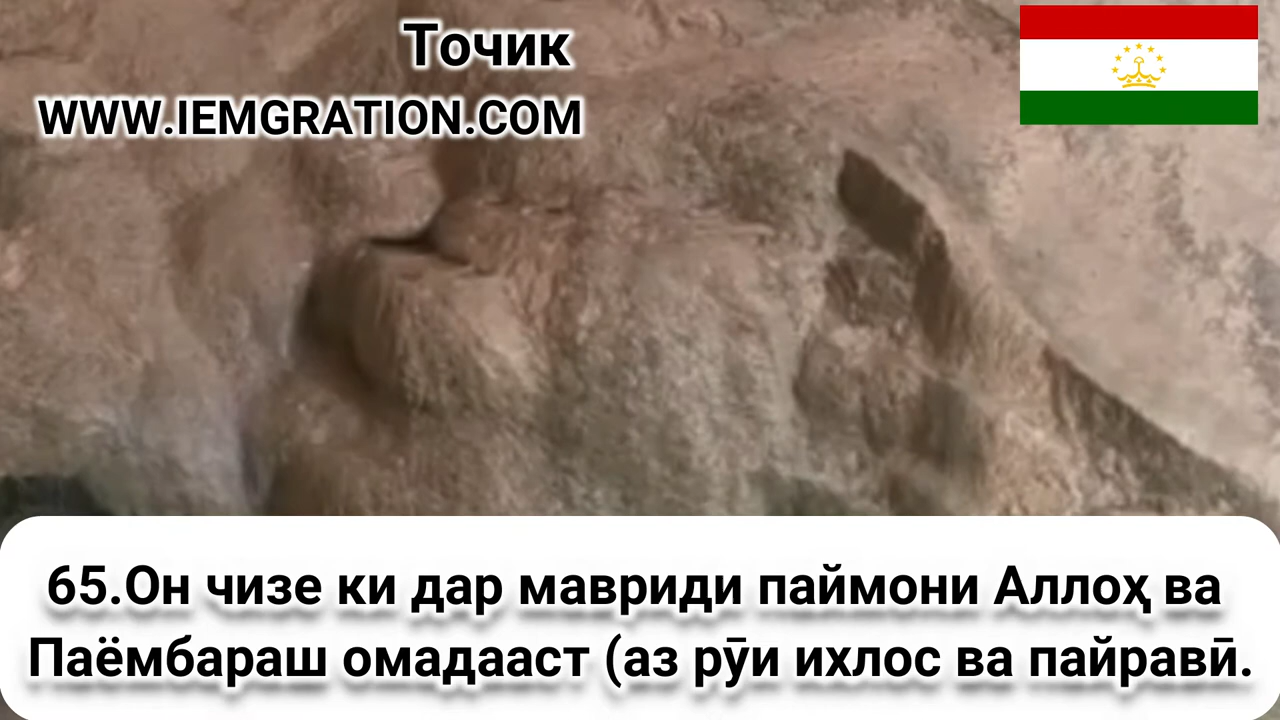 Точик
WWW.IEMGRATION.COM
65.Он чизе ки дар мавриди паймони Аллоҳ ва
Паёмбараш омадааст (аз рӯи ихлос ва пайравӣ.